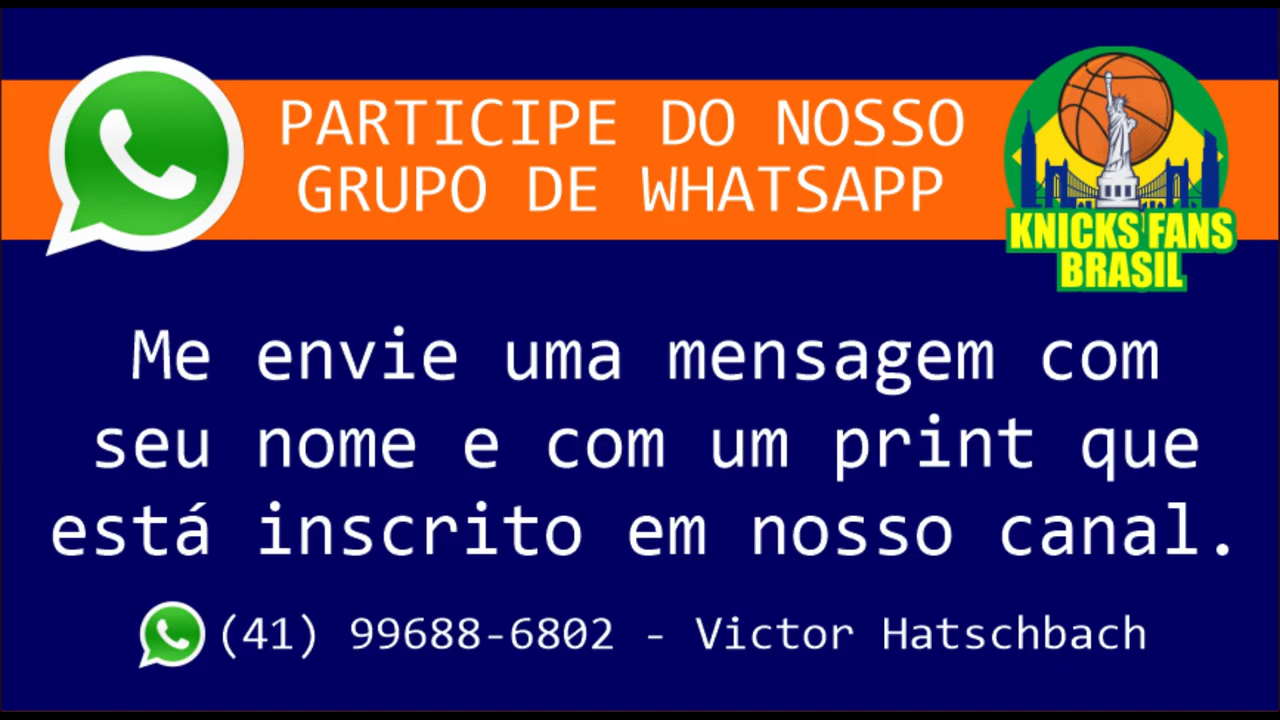 PARTICIPE DO NOSSO
GRUPO DE WHATSAPP
KNICKS FANS
BRASIL
Me envie uma mensagem com
seu nome e com um print que
está inscrito em nosso canal.
(41) 99688-6802 - Victor Hatschbach